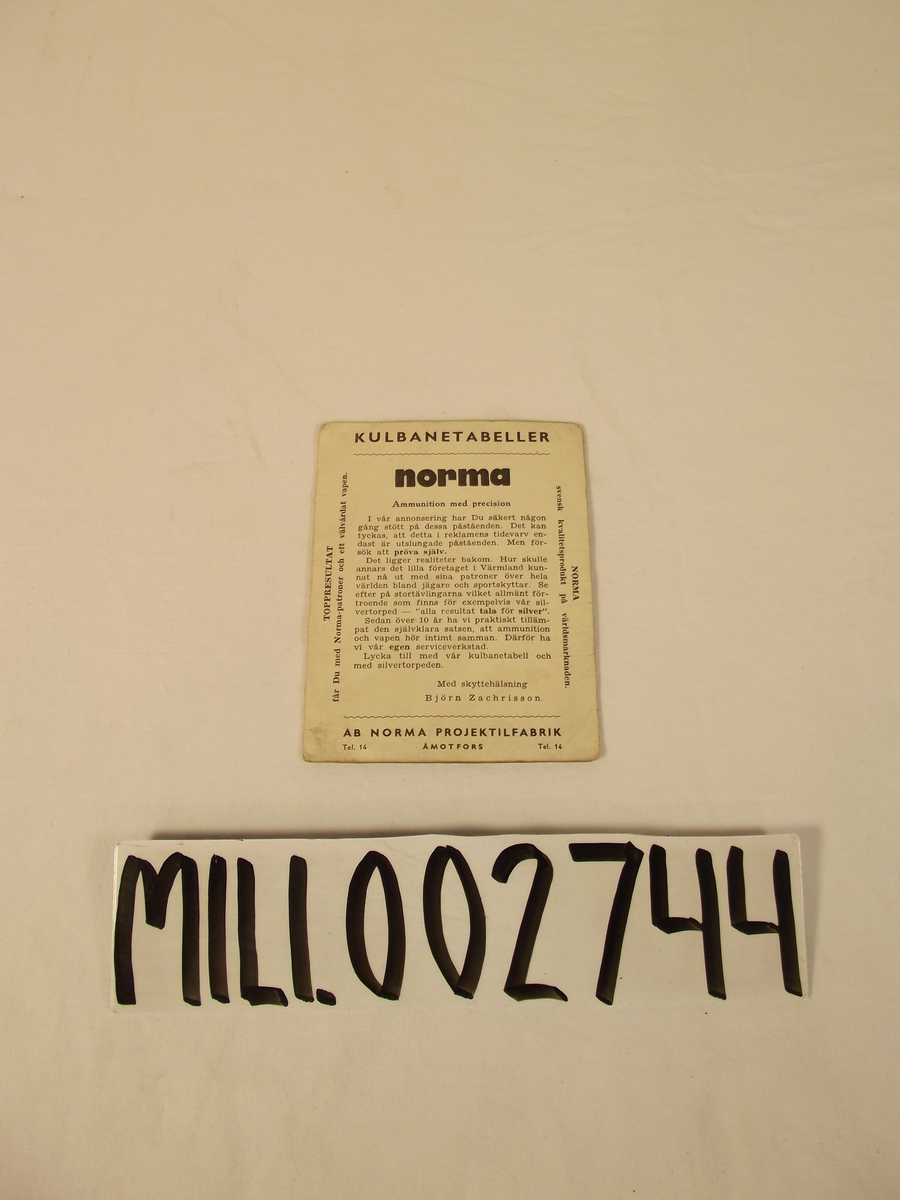 KULBANETABELLER
norma
Ammunition med precision
I vår annonsering har Du säkert någon
gång stött på dessa påståenden. Det kan
tyckas, att detta i reklamens tidevarv en-
dast är utslungade påståenden. Men för-
sök att pröva själv.
Det ligger realiteter bakom. Hur skulle
annars det lilla företaget i Värmland kun-
nat nå ut med sina patroner över hela
världen bland jägare och sportskyttar. Se
efter på stortävlingarna vilket allmänt för-
troende som finns för exempelvis vår sil-
vertorped — "alla resultat tala för silver".
Sedan över 10 år ha vi praktiskt tilläm-
pat den självklara satsen, att ammunition
och vapen hör intimt samman. Därför ha
vi vår egen serviceverkstad.
Lycka till med vår kulbanetabell och
med silvertorpeden.
Med skyttehälsning
Björn Zachrisson.
TOPPRESULTAT
får Du med Norma-patroner och ett välvårdat vapen.
NORMA
svensk kvalitetsprodukt på världsmarknaden.
AB NORMA PROJEKTILFABRIK
Tel. 14 ÅMOTFORS Tel. 14
MILI.002744